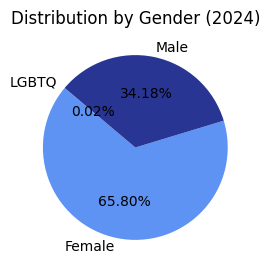 Distribution by Gender (2024)
Male
LGBTQ
34.18%
0.02%
65.80%
Female